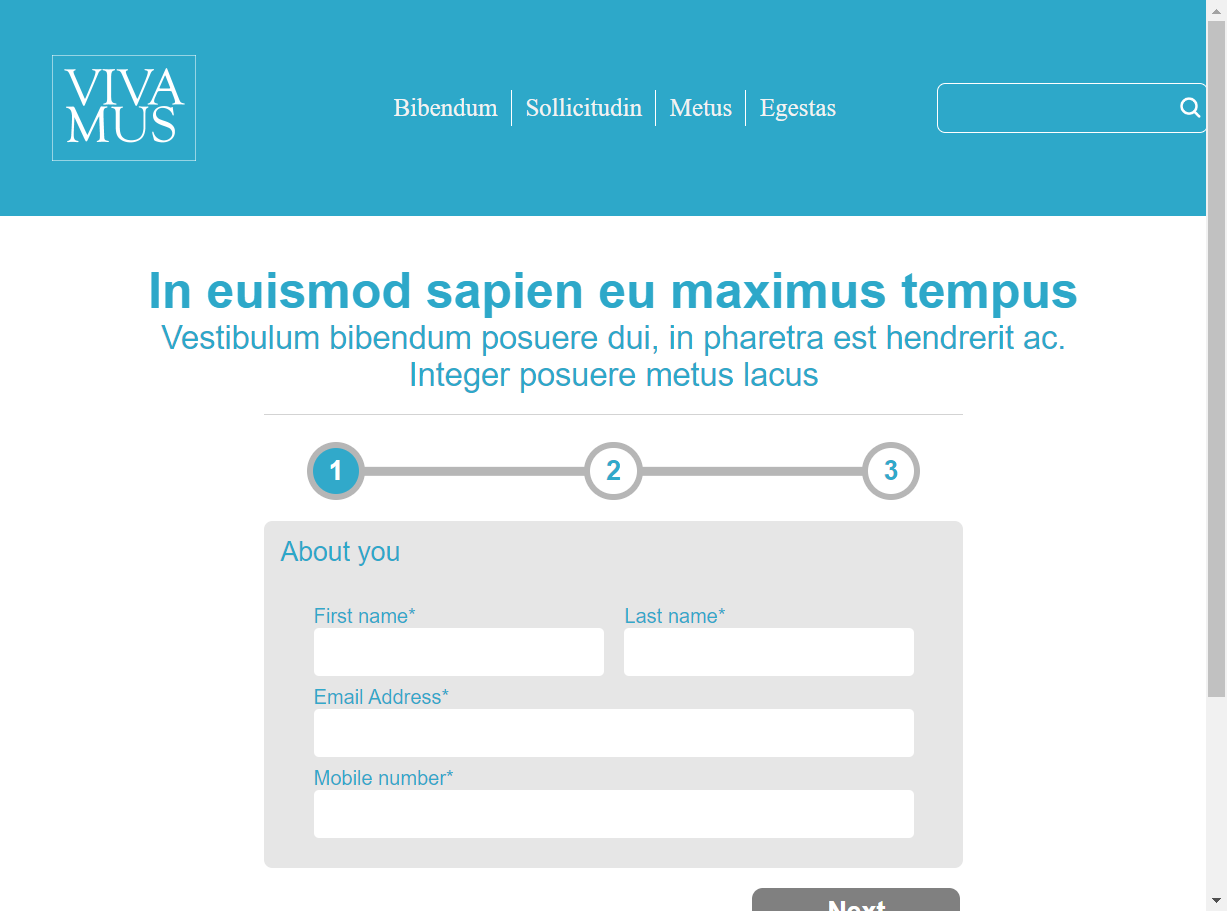 VIVA
MUS
Bibendum
Sollicitudin
Metus
Egestas
In euismod sapien eu maximus tempus
Vestibulum bibendum posuere dui, in pharetra est hendrerit ac.
Integer posuere metus lacus
1
2
3
About you
First name*
Last name*
Email Address*
Mobile number*
Next